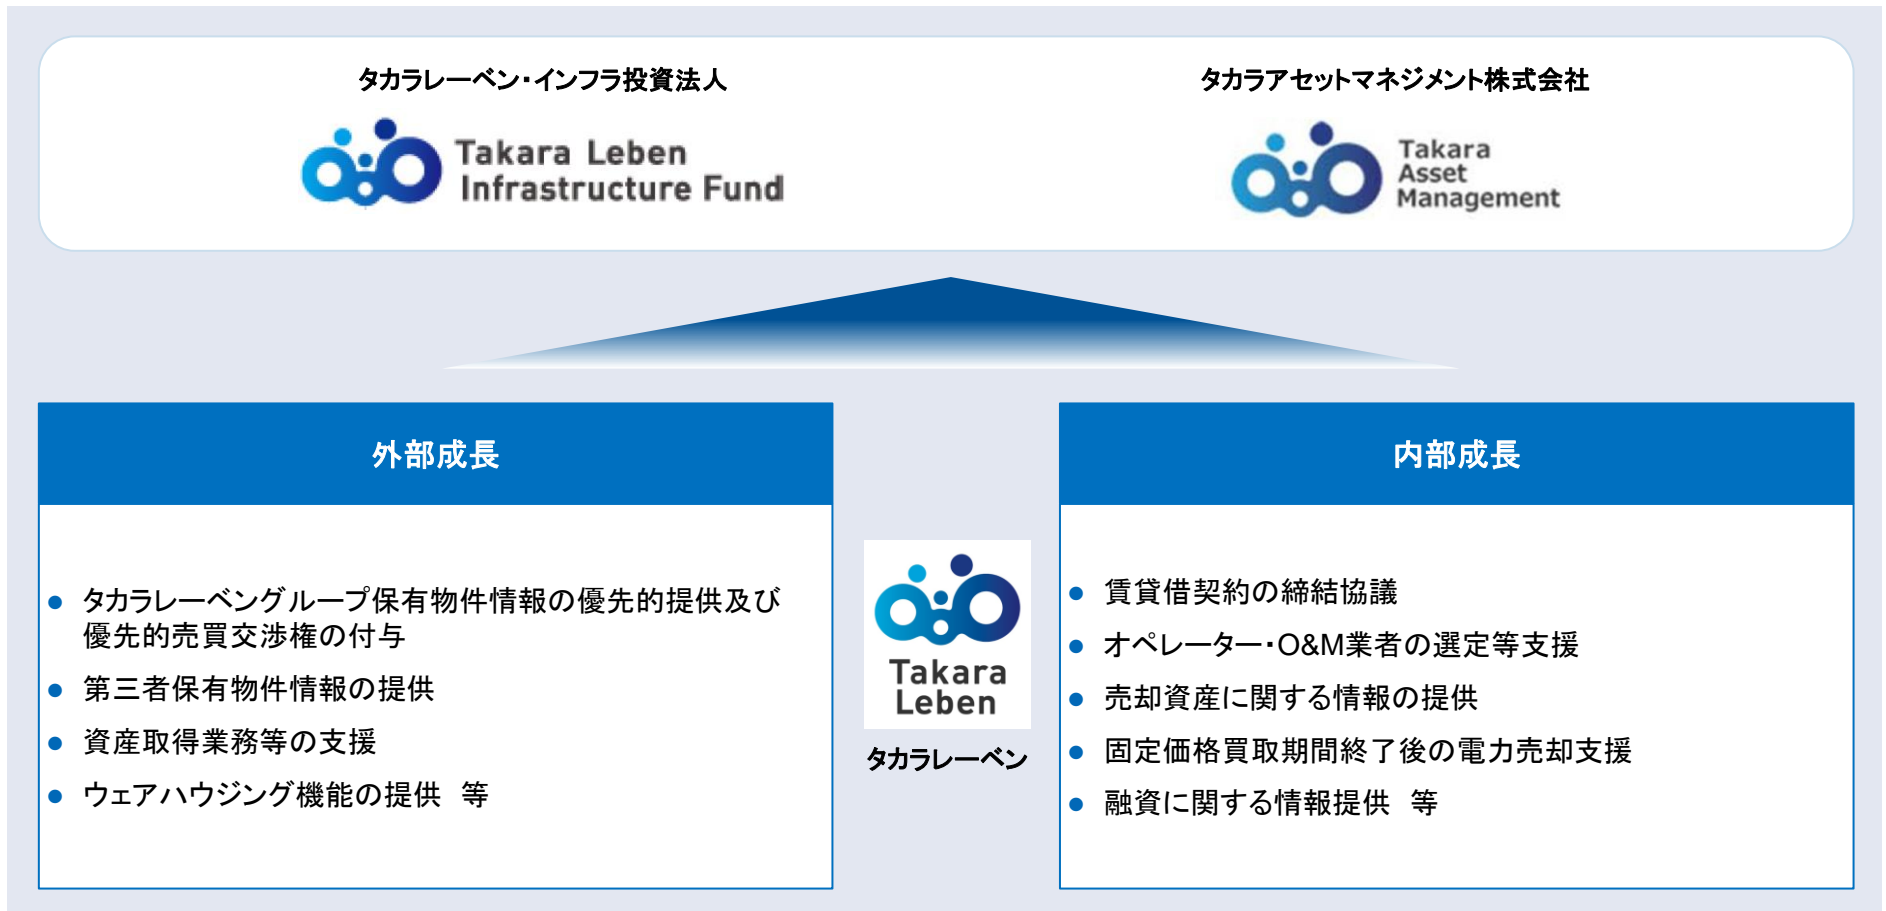 タカラレーベン・インフラ投資法人
Takara Leben
Infrastructure Fund
タカラアセットマネジメント株式会社
Takara
Asset
Management
外部成長
● タカラレーベングループ保有物件情報の優先的提供及び
優先的売買交渉権の付与
● 第三者保有物件情報の提供
● 資産取得業務等の支援
● ウェアハウジング機能の提供　等
Takara
Leben
タカラレーベン
内部成長
● 賃貸借契約の締結協議
● オペレーター・O&M業者の選定等支援
● 売却資産に関する情報の提供
● 固定価格買取期間終了後の電力売却支援
● 融資に関する情報提供　等